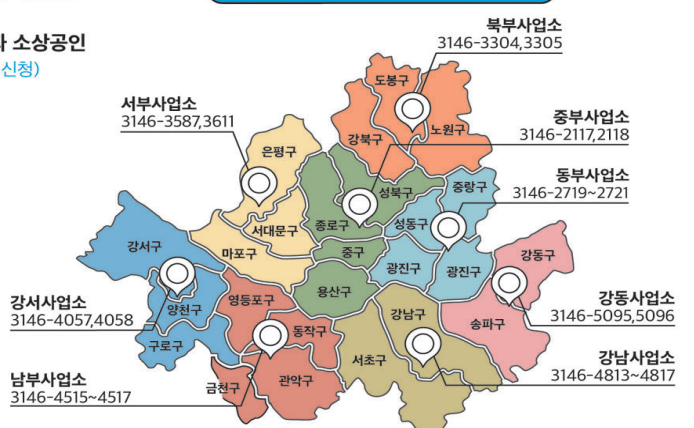 북부사업소
3146-3304,3305
소상공인
신청)
서부사업소
3146-3587,3611
중부사업소
3146-2117,2118
동부사업소
3146-2719~2721
도봉구
노원구
강북구
은평구
성북구
중랑구
종로구
성동구
서대문구
마포구
중구
강서구
강동구
광진구
광진구
양천구
영등포구
용산구
강남구
송파구
동작구
구로구
서초구
금천구
관악구
강서사업소
3146-4057,4058
강동사업소
3146-5095,5096
남부사업소
3146-4515~4517
강남사업소
3146-4813~4817